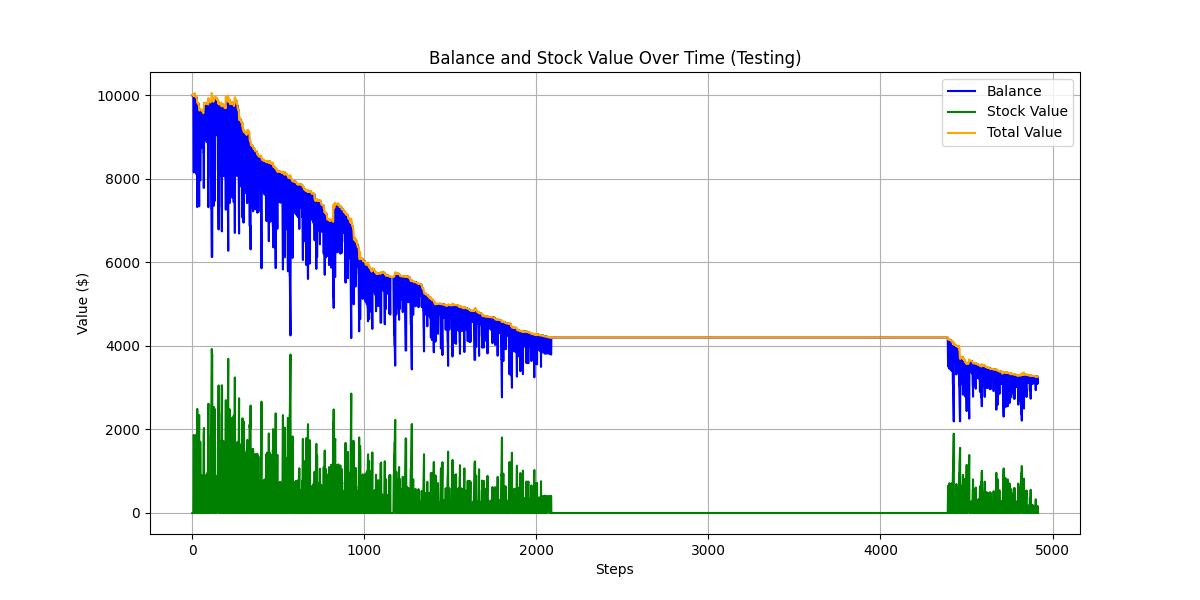 Balance and Stock Value Over Time (Testing)
Balance
Stock Value
Total Value
Value ($)
10000
8000
6000
4000
2000
0
0 1000 2000 3000 4000 5000
Steps